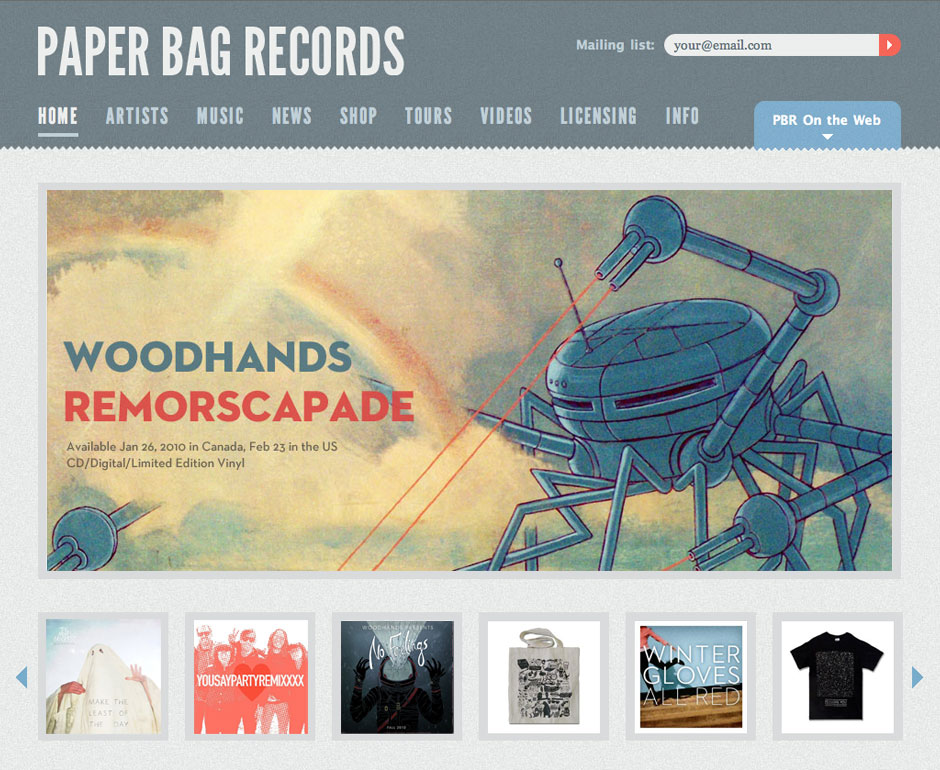 PAPER BAG RECORDS
Mailing list: your@email.com
HOME ARTISTS MUSIC NEWS SHOP TOURS VIDEOS LICENSING INFO
PBR On the Web
WOODHANDS
REMORSCAPADE
Available Jan 26, 2010 in Canada, Feb 23 in the US
CD/Digital/Limited Edition Vinyl
MAKE THE
LEAST OF
THE DAY
YOUSAYPARTYREMIXXXX
WOODHANDS PRESENTS
WINTER
GLOVES
ALL RED